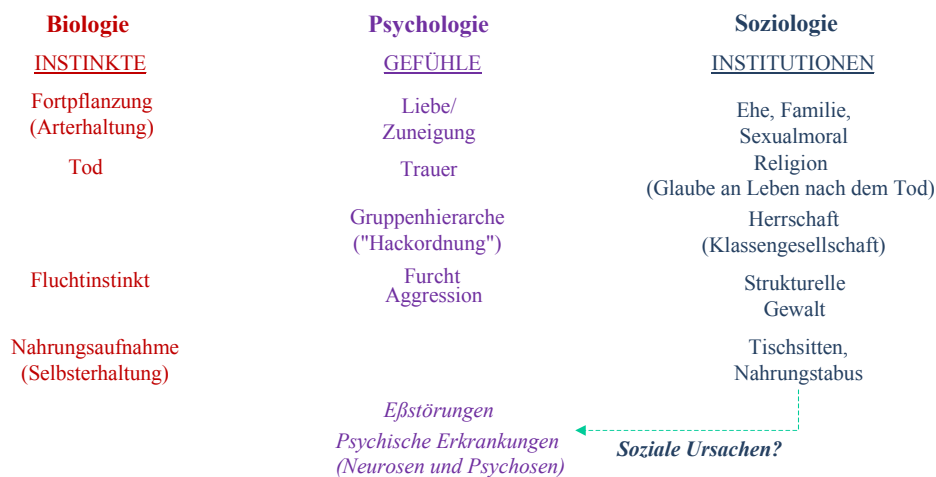 Biologie
Psychologie
Soziologie
INSTINKTE
GEFÜHLE
INSTITUTIONEN
Fortpflanzung
(Arterhaltung)
Liebe/
Zuneigung
Ehe, Familie,
Sexualmoral
Tod
Trauer
Religion
(Glaube an Leben nach dem Tod)
Gruppenhierarche
("Hackordnung")
Herrschaft
(Klassengesellschaft)
Fluchtinstinkt
Furcht
Aggression
Strukturelle
Gewalt
Nahrungsaufnahme
(Selbsterhaltung)
Tischsitten,
Nahrungstabus
Eßstörungen
Psychische Erkrankungen
(Neurosen und Psychosen)
Soziale Ursachen?